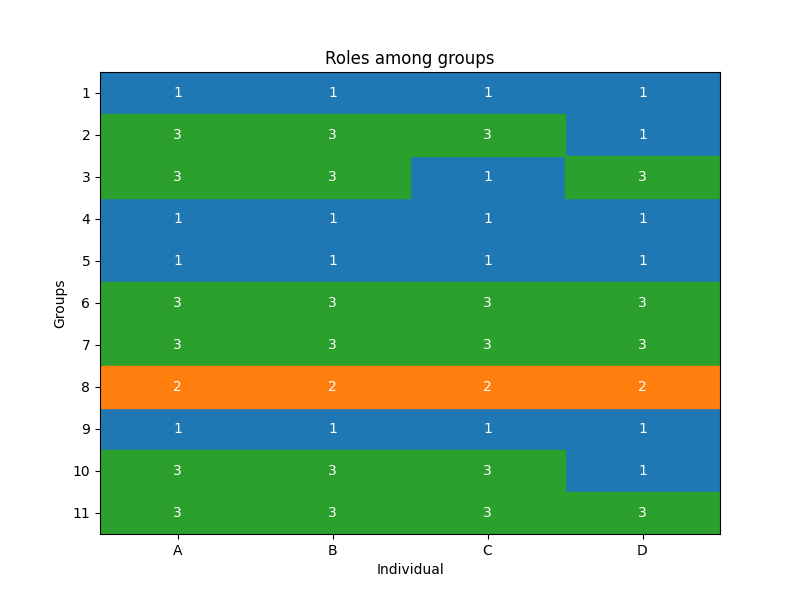 Roles among groups
1 1 1 1 1
2 3 3 3 1
3 3 3 1 3
4 1 1 1 1
5 1 1 1 1
6 3 3 3 3
7 3 3 3 3
8 2 2 2 2
9 1 1 1 1
10 3 3 3 1
11 3 3 3 3
Groups
A B C D
Individual